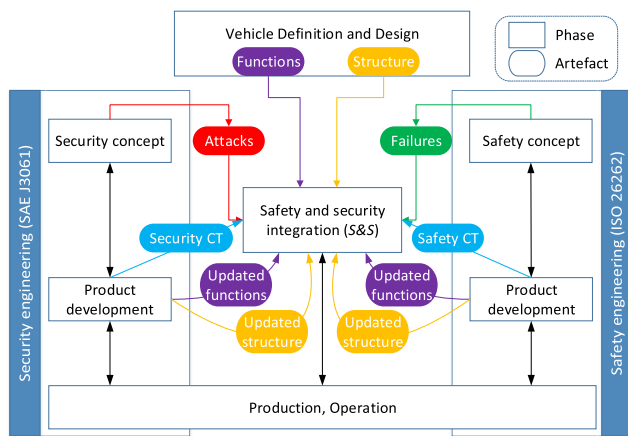 Vehicle Definition and Design
Functions
Structure
Phase
Artefact
Security engineering (SAE J3061)
Security concept
Attacks
Failures
Safety concept
Safety engineering (ISO 26262)
Safety and security
integration (S&S)
Security CT
Safety CT
Product
development
Updated
functions
Updated
functions
Product
development
Updated
structure
Updated
structure
Production, Operation